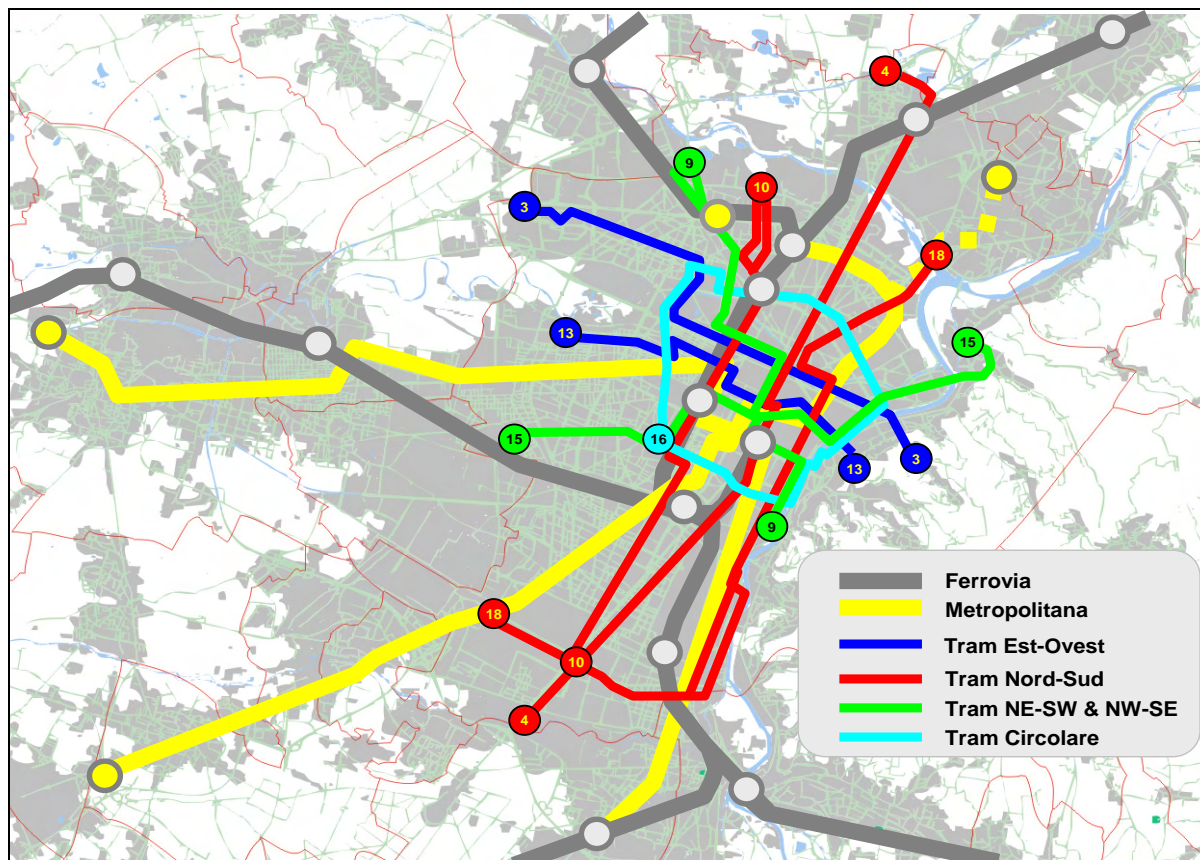 4
9
10
3
18
13
15
15
16
3
13
9
18
10
4
Ferrovia
Metropolitana
Tram Est-Ovest
Tram Nord-Sud
Tram NE-SW & NW-SE
Tram Circolare